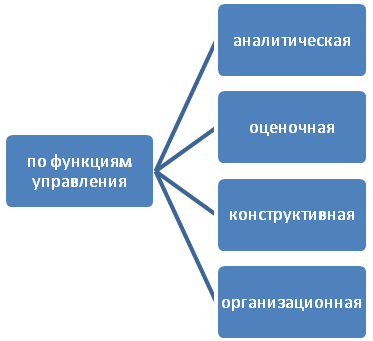 аналитическая
оценочная
по функциям
управления
конструктивная
организационная